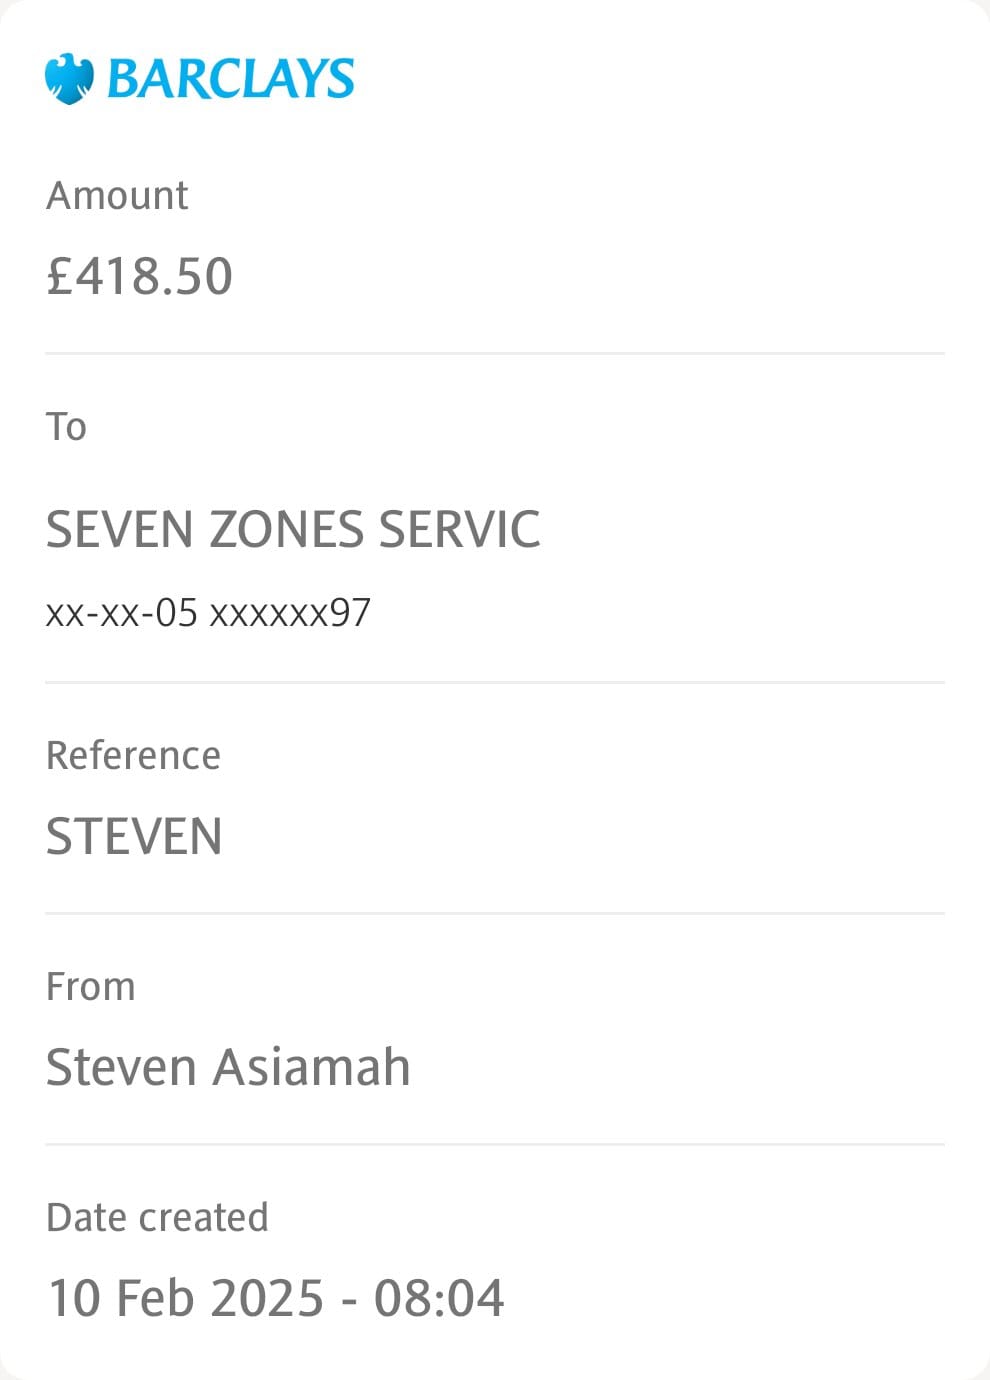 BARCLAYS
Amount
£418.50
To
SEVEN ZONES SERVIC
xx-xx-05 xxxxxx97
Reference
STEVEN
From
Steven Asiamah
Date created
10 Feb 2025 - 08:04